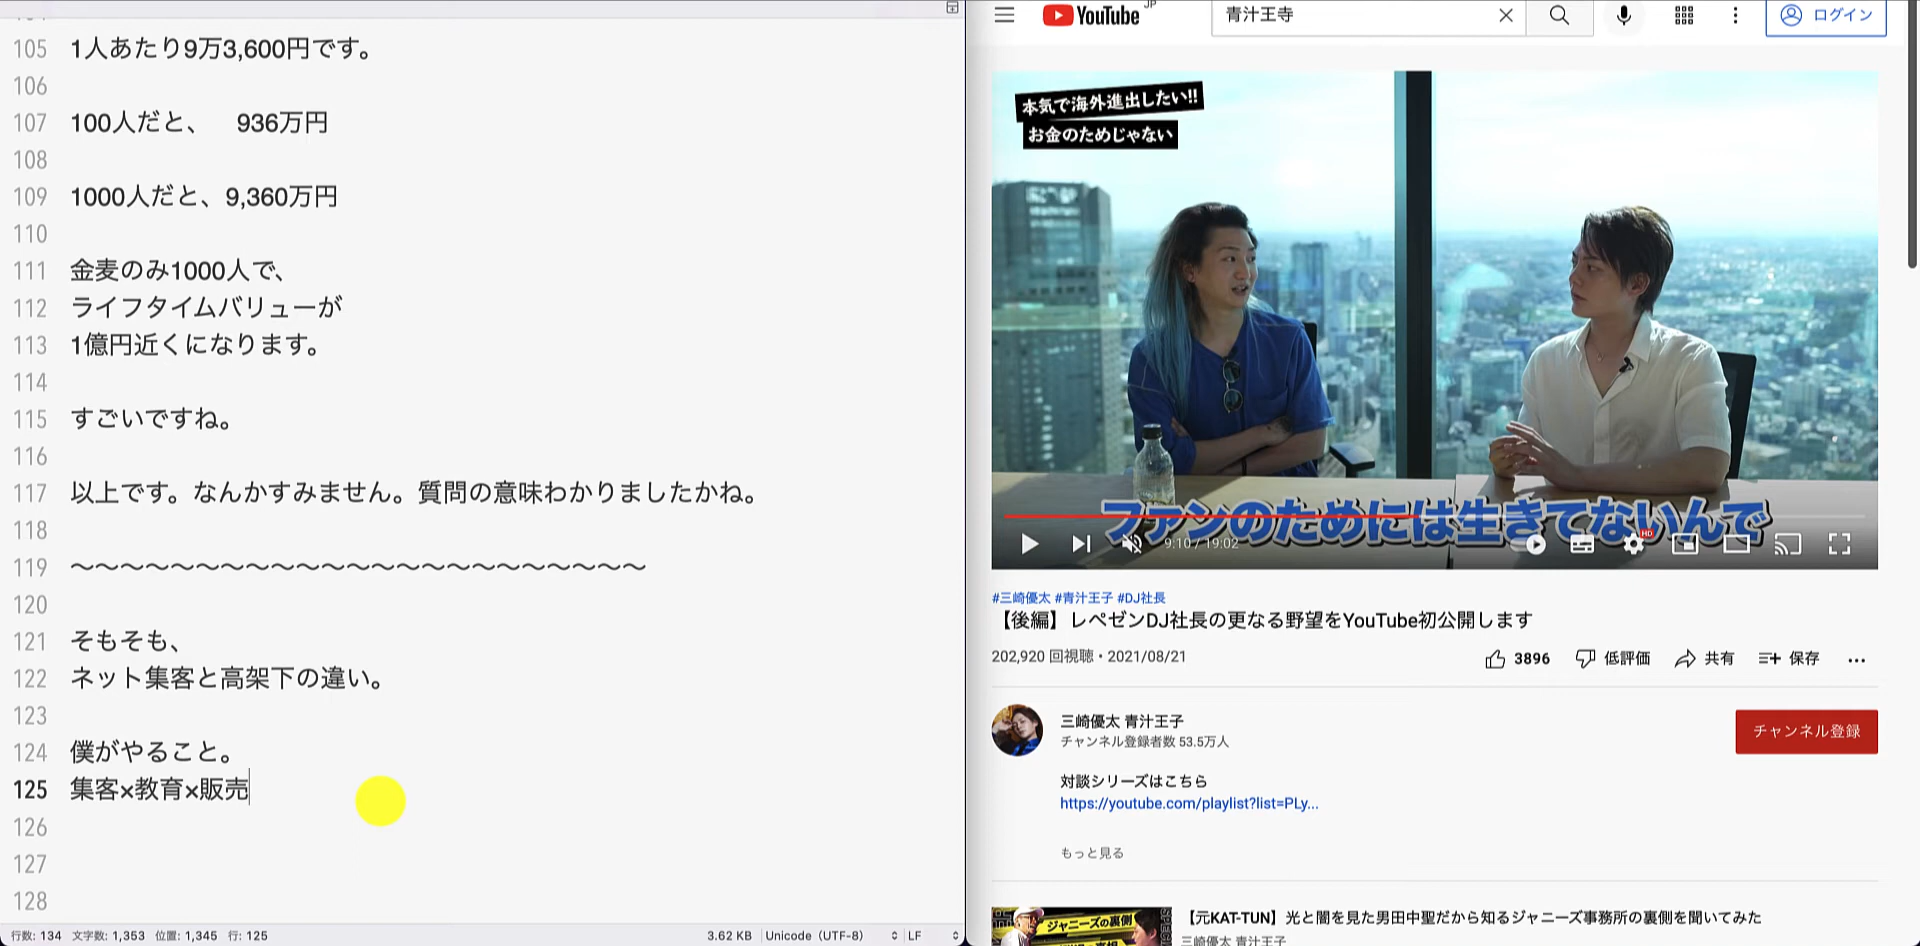 105 1人あたり9万3,600円です。
106
107 100人だと、　936万円
108
109 1000人だと、9,360万円
110
111 金麦のみ1000人で、
112 ライフタイムバリューが
113 1億円近くになります。
114
115 すごいですね。
116
117 以上です。なんかすみません。質問の意味わかりましたかね。
118
119 〜〜〜〜〜〜〜〜〜〜〜〜〜〜〜〜〜〜〜〜〜〜〜
120
121 そもそも、
122 ネット集客と高架下の違い。
123
124 僕がやること。
125 集客×教育×販売
126
127
128
行数: 134 文字数: 1,353 位置: 1,345 行: 125
3.62 KB Unicode (UTF-8) LF
YouTube JP
青汁王寺
ログイン
本気で海外進出したい!!
お金のためじゃない
ファンのためには生きてないんで
9:10 / 19:02
HD
#三崎優太 #青汁王子 #DJ社長
【後編】レペゼンDJ社長の更なる野望をYouTube初公開します
202,920 回視聴・2021/08/21
3896 低評価 共有 保存
三崎優太 青汁王子
チャンネル登録者数 53.5万人
チャンネル登録
対談シリーズはこちら
https://youtube.com/playlist?list=PLy...
もっと見る
ジャニーズの裏側
【元KAT-TUN】光と闇を見た男田中聖だから知るジャニーズ事務所の裏側を聞いてみた
三崎優太 青汁王子